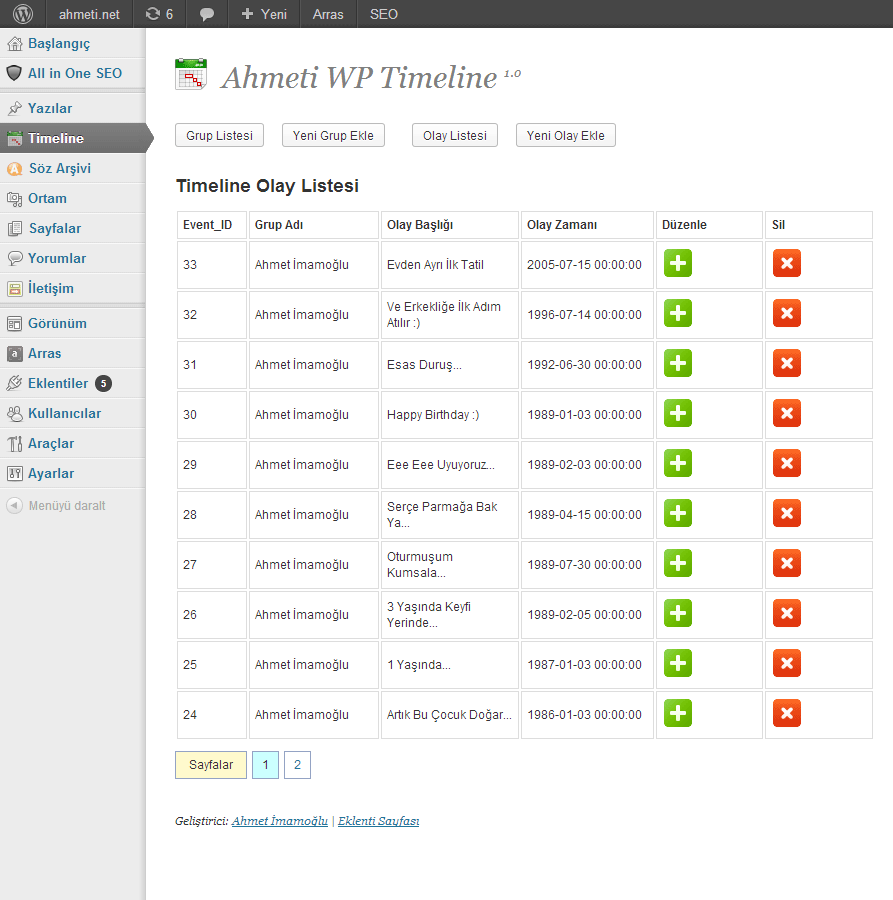 ahmeti.net 6 Yeni Arras SEO
Başlangıç
All in One SEO
Yazılar
Timeline
Söz Arşivi
Ortam
Sayfalar
Yorumlar
İletişim
Görünüm
Arras
Eklentiler 5
Kullanıcılar
Araçlar
Ayarlar
Menüyü daralt
Ahmeti WP Timeline 1.0
Grup Listesi Yeni Grup Ekle Olay Listesi Yeni Olay Ekle
Timeline Olay Listesi
Event_ID Grup Adı Olay Başlığı Olay Zamanı Düzenle Sil
33 Ahmet İmamoğlu Evden Ayrı İlk Tatil 2005-07-15 00:00:00
32 Ahmet İmamoğlu Ve Erkekliğe İlk Adım
Atılır :) 1996-07-14 00:00:00
31 Ahmet İmamoğlu Esas Duruş... 1992-06-30 00:00:00
30 Ahmet İmamoğlu Happy Birthday :) 1989-01-03 00:00:00
29 Ahmet İmamoğlu Eee Eee Uyuyoruz... 1989-02-03 00:00:00
28 Ahmet İmamoğlu Serçe Parmağa Bak
Ya... 1989-04-15 00:00:00
27 Ahmet İmamoğlu Oturmuşum
Kumsala... 1989-07-30 00:00:00
26 Ahmet İmamoğlu 3 Yaşında Keyfi
Yerinde... 1989-02-05 00:00:00
25 Ahmet İmamoğlu 1 Yaşında... 1987-01-03 00:00:00
24 Ahmet İmamoğlu Artık Bu Çocuk Doğar... 1986-01-03 00:00:00
Sayfalar 1 2
Geliştirici: Ahmet İmamoğlu | Eklenti Sayfası